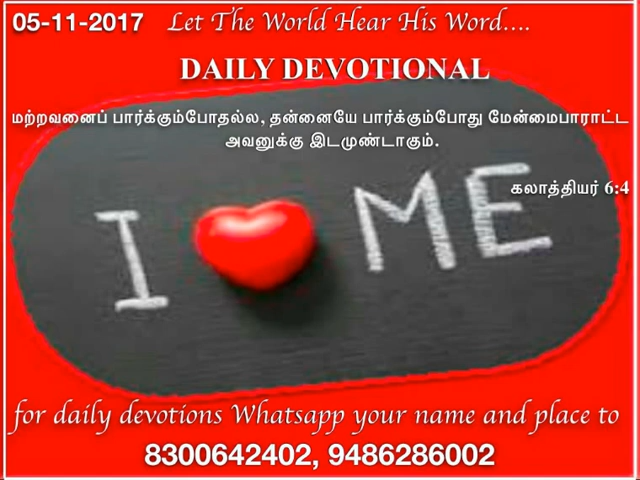 05-11-2017 Let The World Hear His Word....
DAILY DEVOTIONAL
மற்றவனைப் பார்க்கும்போதல்ல, தன்னையே பார்க்கும்போது மேன்மைபாராட்ட
அவனுக்கு இடமுண்டாகும்.
கலாத்தியர் 6:4
I ❤ ME
for daily devotions Whatsapp your name and place to
8300642402, 9486286002